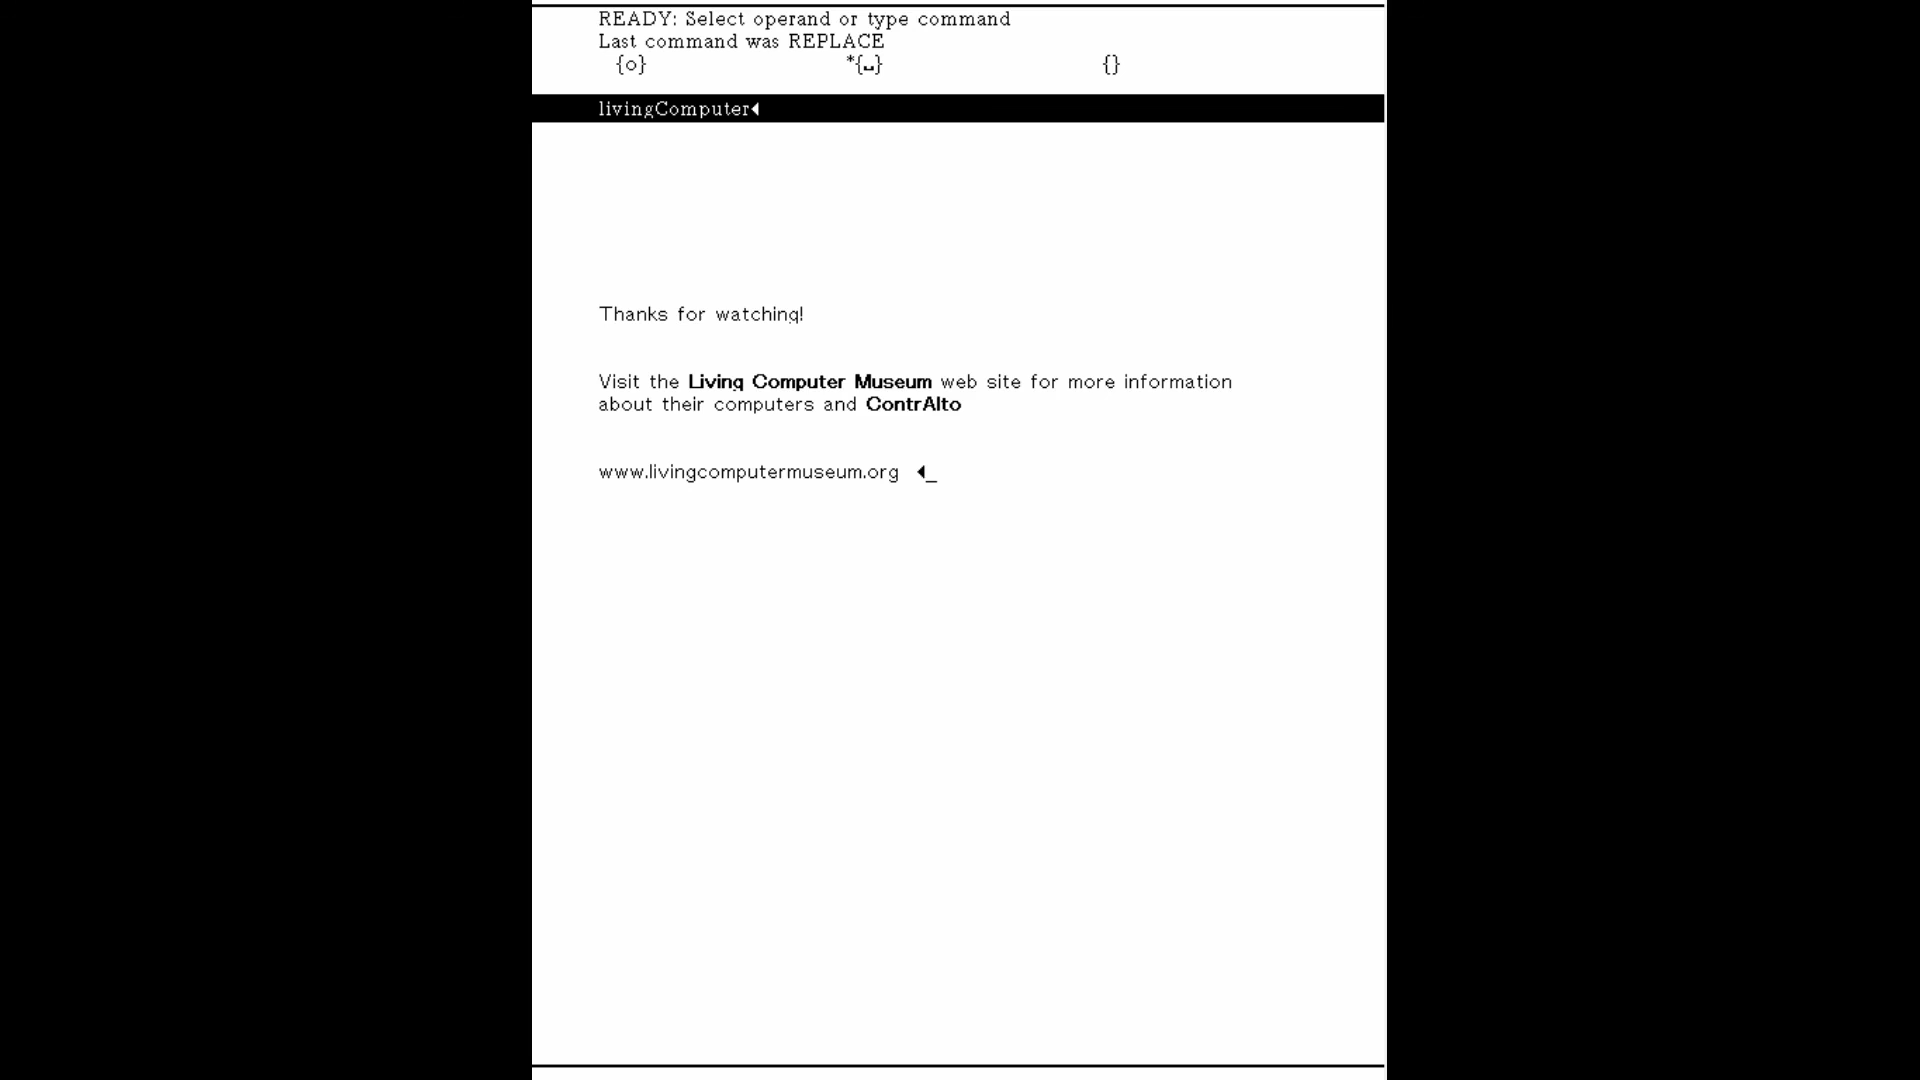 READY: Select operand or type command
Last command was REPLACE
{o} *{⎵} {}
livingComputer◄
Thanks for watching!
Visit the Living Computer Museum web site for more information
about their computers and ContrAlto
www.livingcomputermuseum.org ◄_